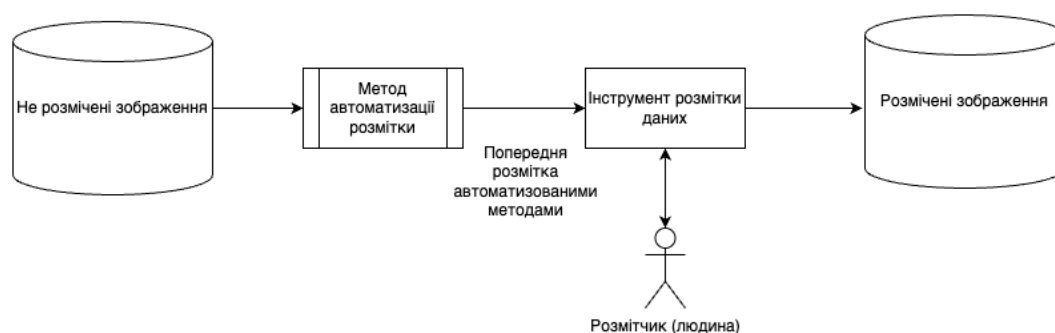 Не розмічені зображення
Метод
автоматизації
розмітки
Попередня
розмітка
автоматизованими
методами
Інструмент розмітки
даних
Розмітчик (людина)
Розмічені зображення